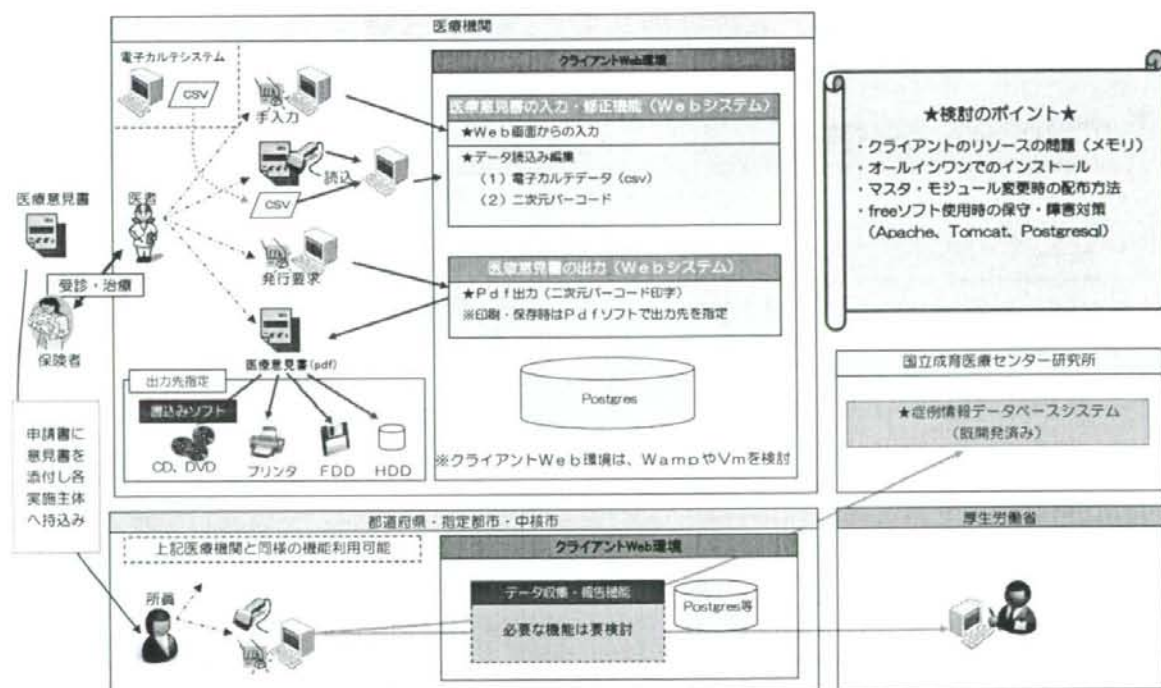 医療機関
電子カルテシステム
CSV
手入力
読込
CSV
医療意見書
医者
受診・治療
保険者
発行要求
医療意見書(pdf)
出力先指定
書込みソフト
CD、DVD
プリンタ
FDD
HDD
申請書に
意見書を
添付し各
実施主体
へ持込み
クライアントWeb環境
医療意見書の入力・修正機能(Webシステム)
★Web画面からの入力
★データ読込み編集
(1)電子カルテデータ(csv)
(2)二次元バーコード
医療意見書の出力(Webシステム)
★Pdf出力(二次元バーコード印字)
※印刷・保存時はPdfソフトで出力先を指定
Postgres
※クライアントWeb環境は、WampやVmを検討
★検討のポイント★
・クライアントのリソースの問題(メモリ)
・オールインワンでのインストール
・マスタ・モジュール変更時の配布方法
・freeソフト使用時の保守・障害対策
(Apache、Tomcat、Postgresql)
国立成育医療センター研究所
★症例情報データベースシステム
(既開発済み)
都道府県・指定都市・中核市
上記医療機関と同様の機能利用可能
所員
クライアントWeb環境
データ収集・報告機能
必要な機能は要検討
Postgres等
厚生労働省